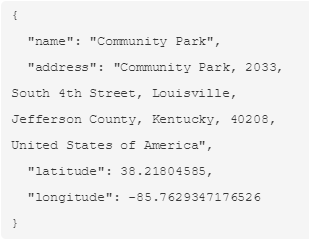 {
  "name": "Community Park",
  "address": "Community Park, 2033,
South 4th Street, Louisville,
Jefferson County, Kentucky, 40208,
United States of America",
  "latitude": 38.21804585,
  "longitude": -85.7629347176526
}